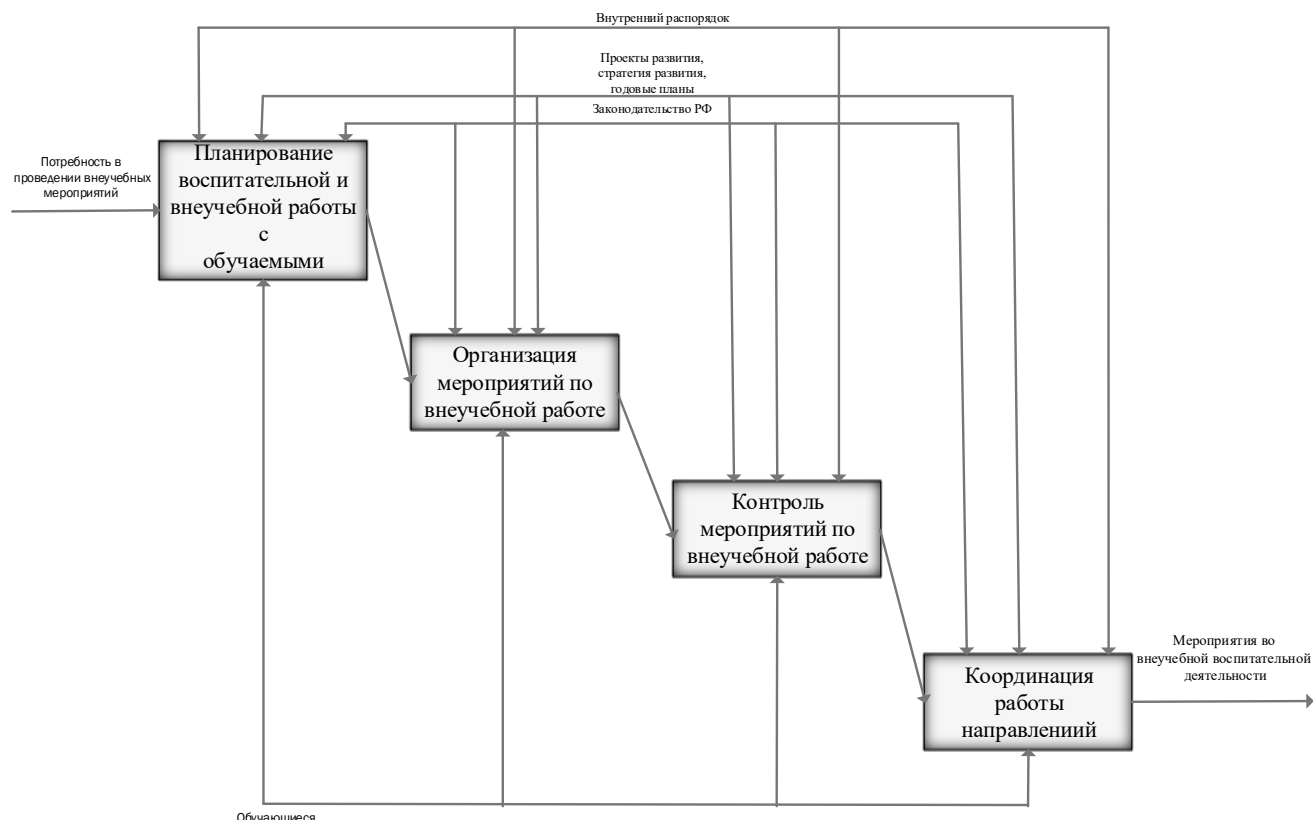 Внутренний распорядок
Проекты развития,
стратегия развития,
годовые планы
Законодательство РФ
Потребность в
проведении внеучебных
мероприятий
Планирование
воспитательной и
внеучебной работы
с
обучаемыми
Организация
мероприятий по
внеучебной работе
Контроль
мероприятий по
внеучебной работе
Координация
работы
направлениий
Мероприятия во
внеучебной воспитательной
деятельности
Обучающиеся